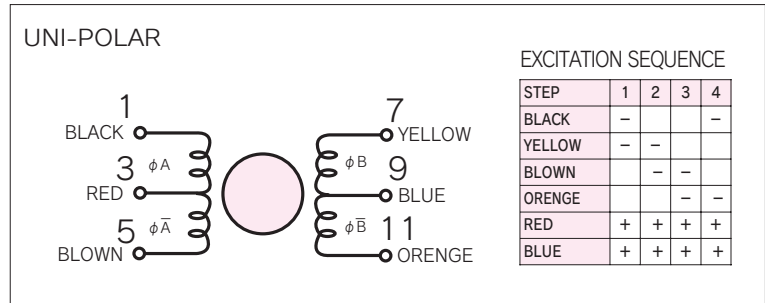 UNI-POLAR
1
BLACK
3 φA
RED
5 φA̅
BLOWN
7
YELLOW
φB 9
BLUE
φB̅ 11
ORENGE
EXCITATION SEQUENCE
STEP 1 2 3 4
BLACK − −
YELLOW − −
BLOWN − −
ORENGE − −
RED + + + +
BLUE + + + +